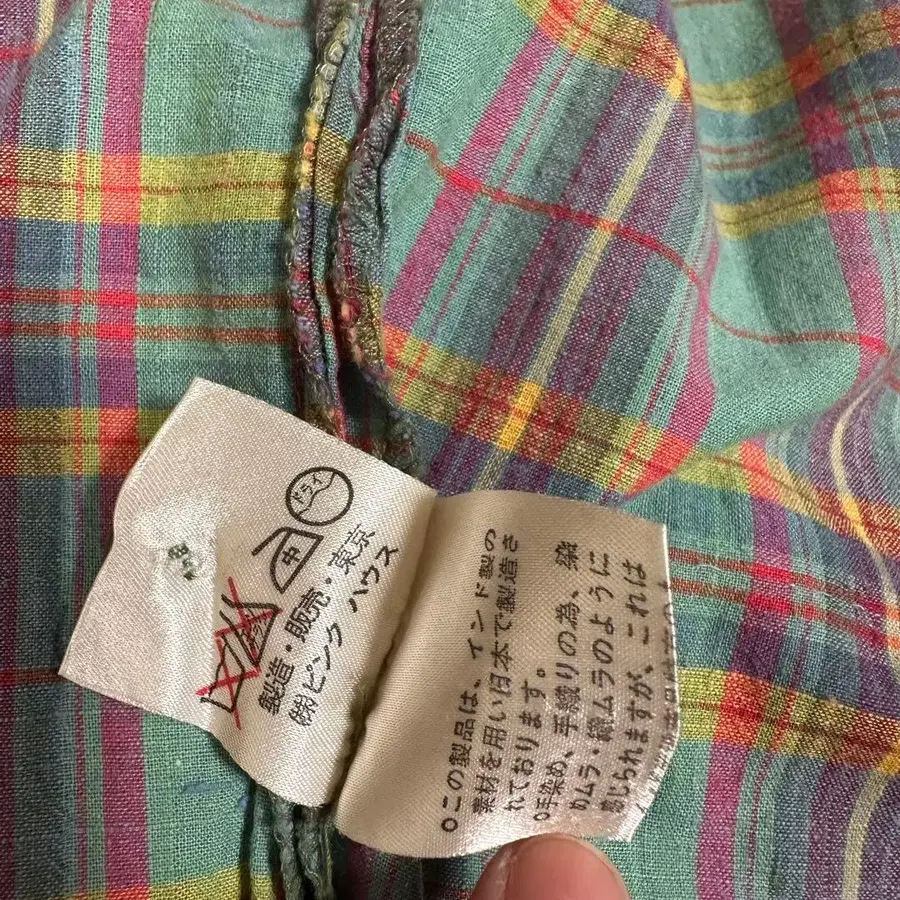 ドライ
中
製造・販売・東京
㈱ピンク ハウス
○この製品は、インド製の
素材を用い日本で製造さ
れております。
○手染め、手織りの為、染
めムラ・織ムラのように
感じられますが、これは